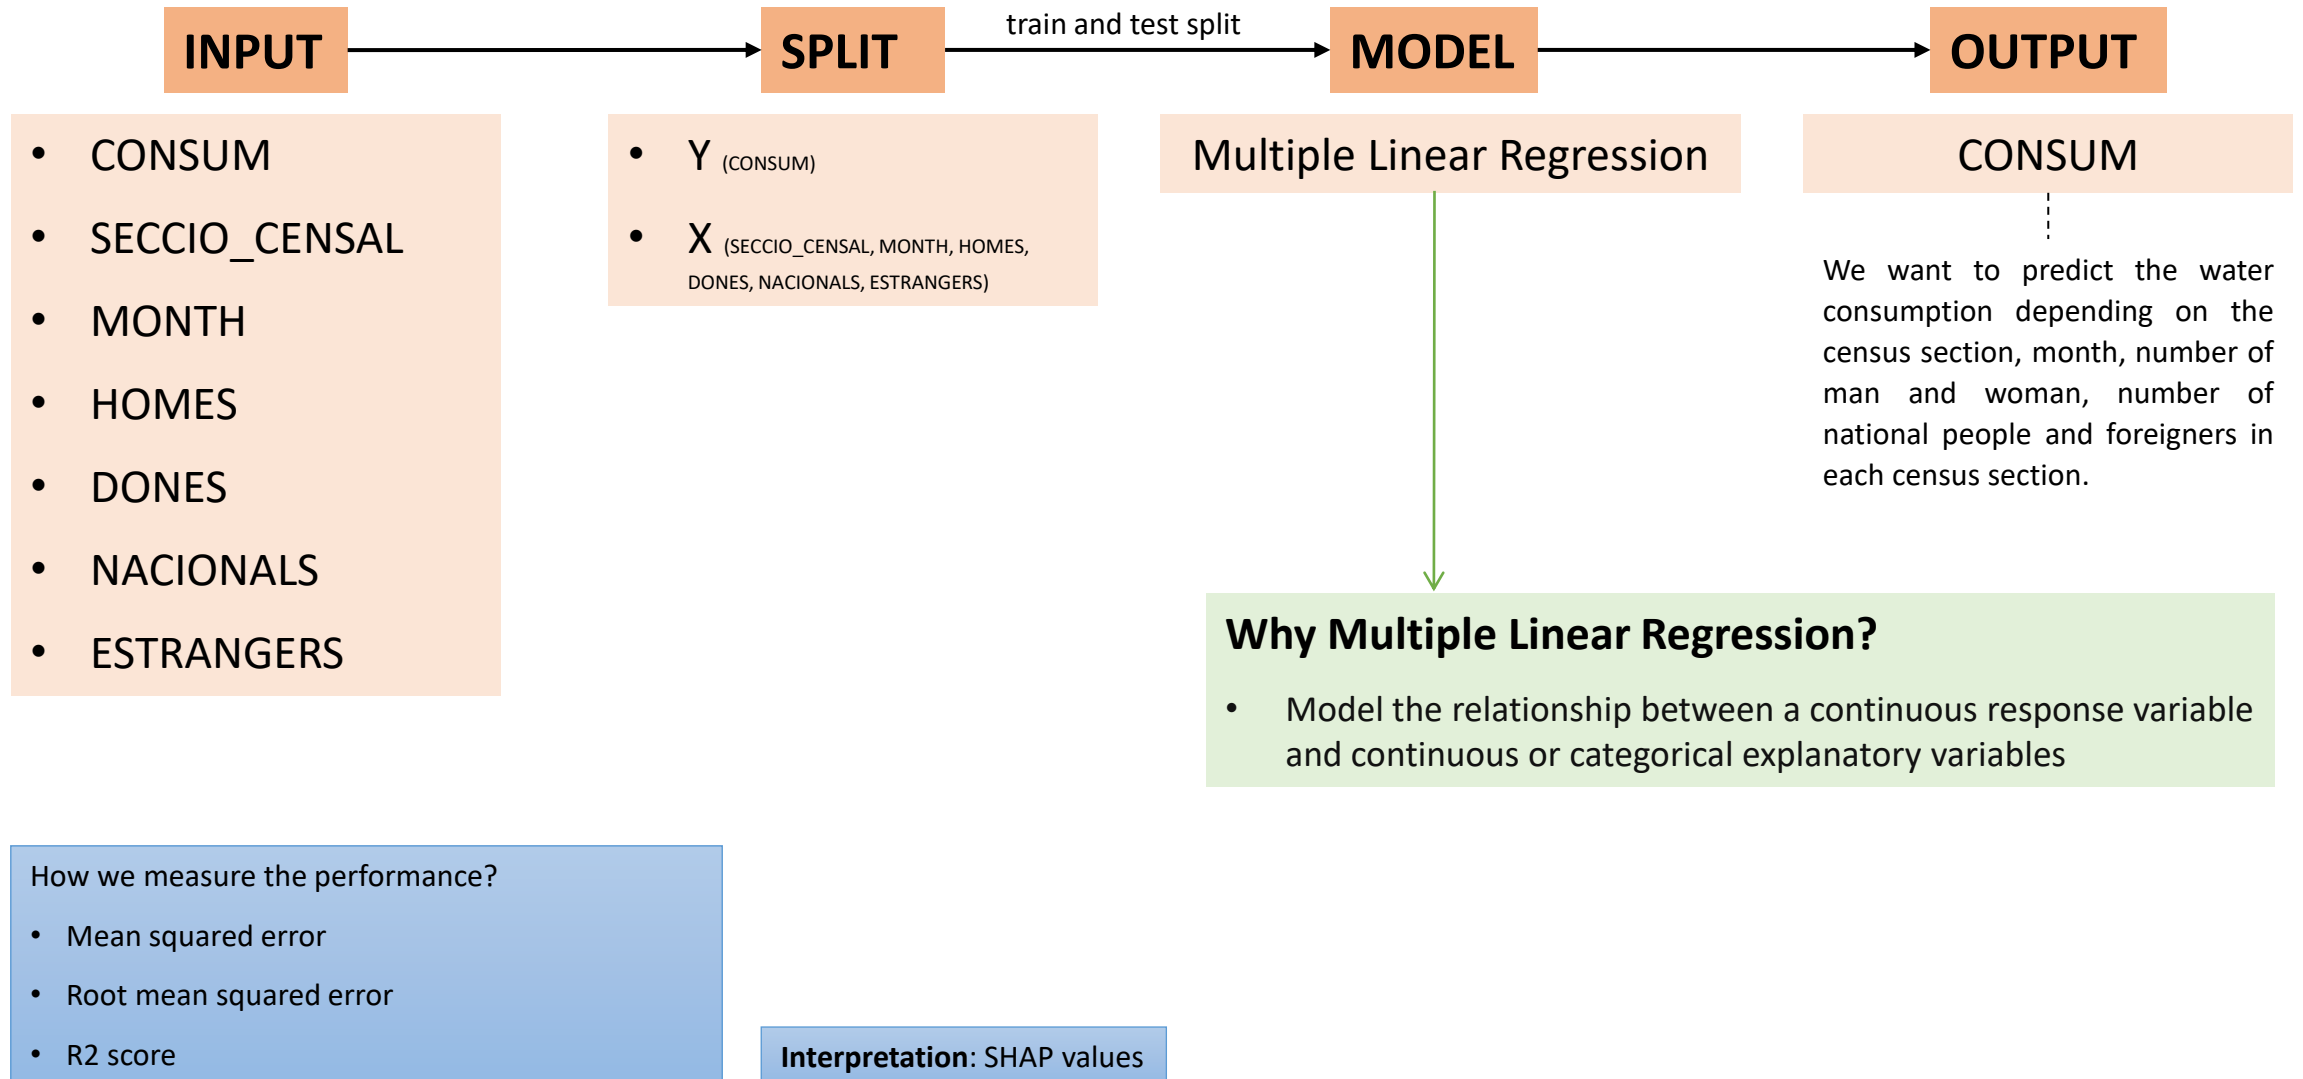 INPUT
SPLIT
train and test split
MODEL
OUTPUT
• CONSUM
• SECCIO_CENSAL
• MONTH
• HOMES
• DONES
• NACIONALS
• ESTRANGERS
• Y (CONSUM)
• X (SECCIO_CENSAL, MONTH, HOMES,
DONES, NACIONALS, ESTRANGERS)
Multiple Linear Regression
CONSUM
We want to predict the water
consumption depending on the
census section, month, number of
man and woman, number of
national people and foreigners in
each census section.
Why Multiple Linear Regression?
• Model the relationship between a continuous response variable
and continuous or categorical explanatory variables
How we measure the performance?
• Mean squared error
• Root mean squared error
• R2 score
Interpretation: SHAP values